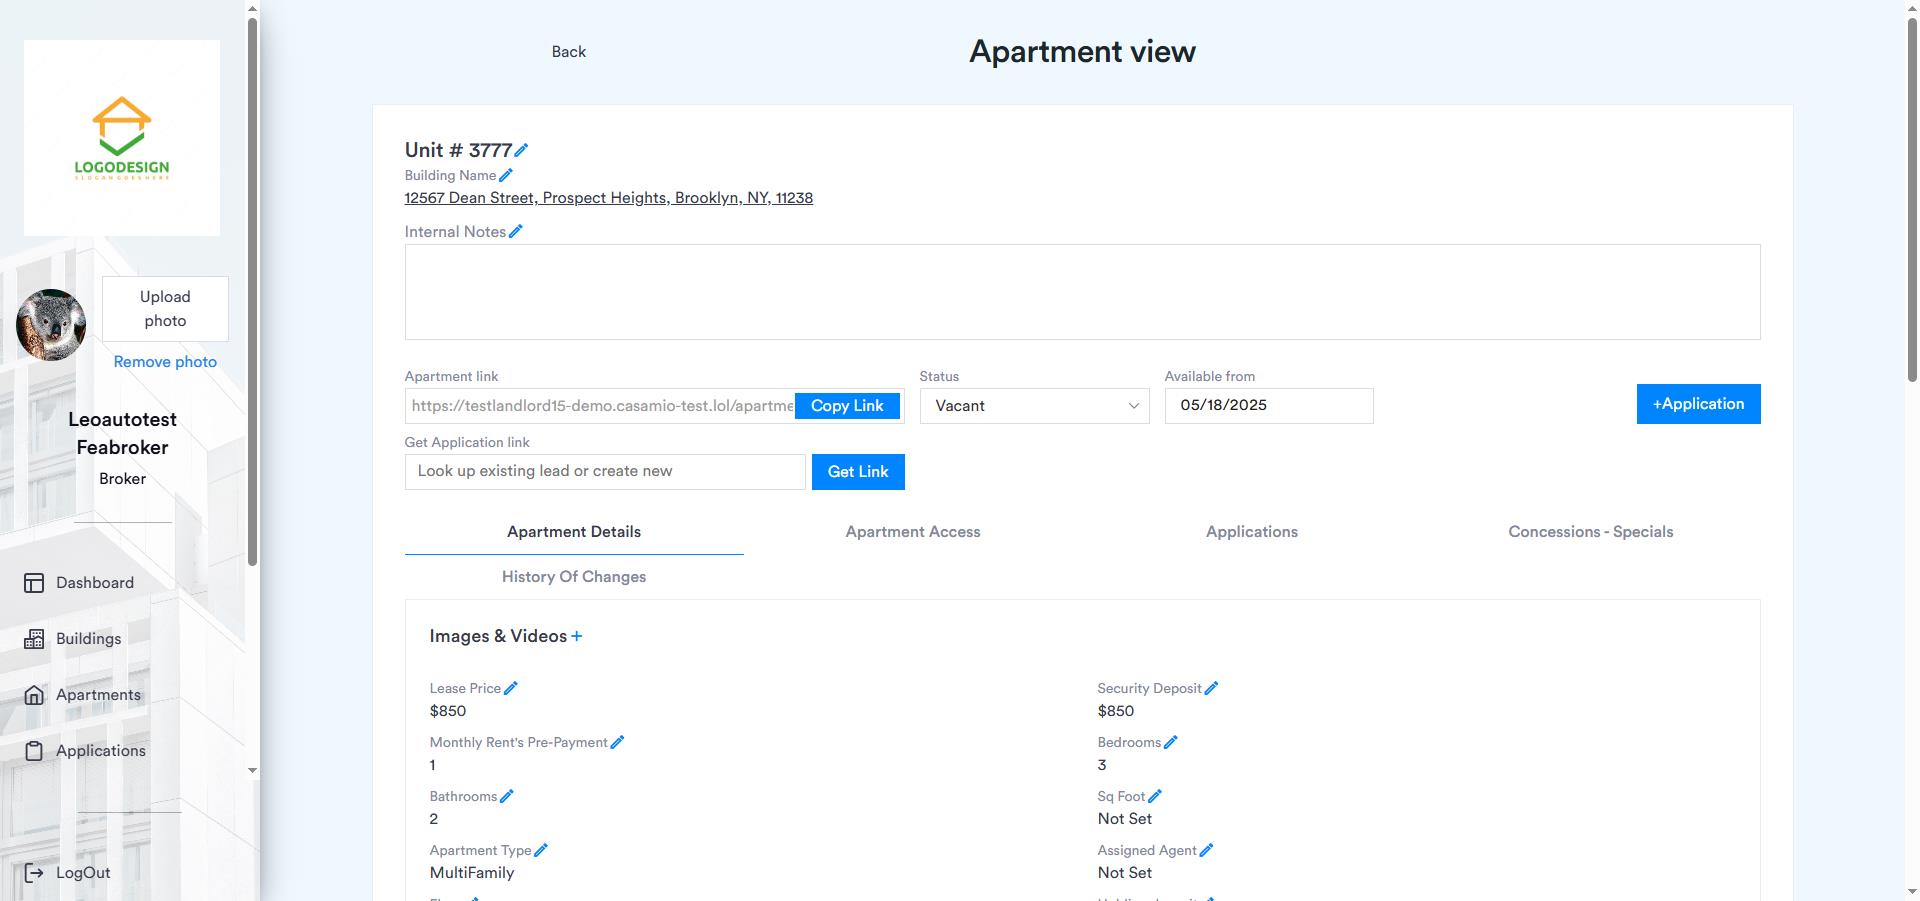 LOGODESIGN
SLOGAN GOES HERE
Upload
photo
Remove photo
Leoautotest
Feabroker
Broker
Dashboard
Buildings
Apartments
Applications
LogOut
Back
Apartment view
Unit # 3777
Building Name
12567 Dean Street, Prospect Heights, Brooklyn, NY, 11238
Internal Notes
Apartment link
https://testlandlord15-demo.casamio-test.lol/apartme
Copy Link
Status
Vacant
Available from
05/18/2025
+Application
Get Application link
Look up existing lead or create new
Get Link
Apartment Details
Apartment Access
Applications
Concessions - Specials
History Of Changes
Images & Videos +
Lease Price
$850
Security Deposit
$850
Monthly Rent's Pre-Payment
1
Bedrooms
3
Bathrooms
2
Sq Foot
Not Set
Apartment Type
MultiFamily
Assigned Agent
Not Set